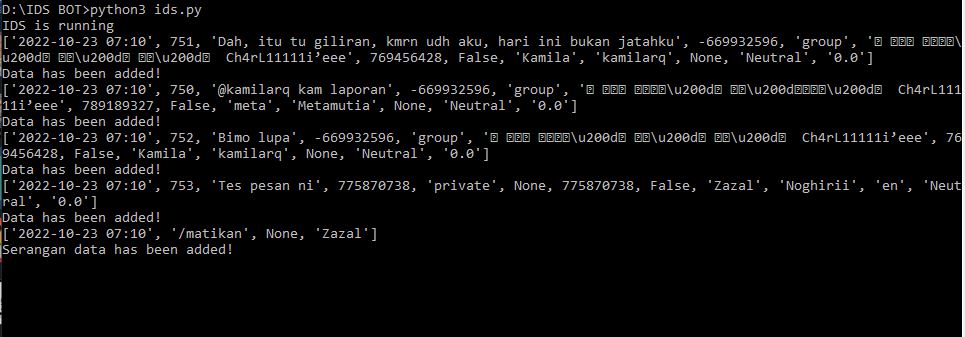 D:\IDS BOT>python3 ids.py
IDS is running
['2022-10-23 07:10', 751, 'Dah, itu tu giliran, kmrn udh aku, hari ini bukan jatahku', -669932596, 'group', '\u200d \u200d \u200d Ch4rL11111i’eee', 769456428, False, 'Kamila', 'kamilarq', None, 'Neutral', '0.0']
Data has been added!
['2022-10-23 07:10', 750, '@kamilarq kam laporan', -669932596, 'group', '\u200d \u200d\u200d Ch4rL11111i’eee', 789189327, False, 'meta', 'Metamutia', None, 'Neutral', '0.0']
Data has been added!
['2022-10-23 07:10', 752, 'Bimo lupa', -669932596, 'group', '\u200d \u200d \u200d Ch4rL11111i’eee', 769456428, False, 'Kamila', 'kamilarq', None, 'Neutral', '0.0']
Data has been added!
['2022-10-23 07:10', 753, 'Tes pesan ni', 775870738, 'private', None, 775870738, False, 'Zazal', 'Noghirii', 'en', 'Neutral', '0.0']
Data has been added!
['2022-10-23 07:10', '/matikan', None, 'Zazal']
Serangan data has been added!